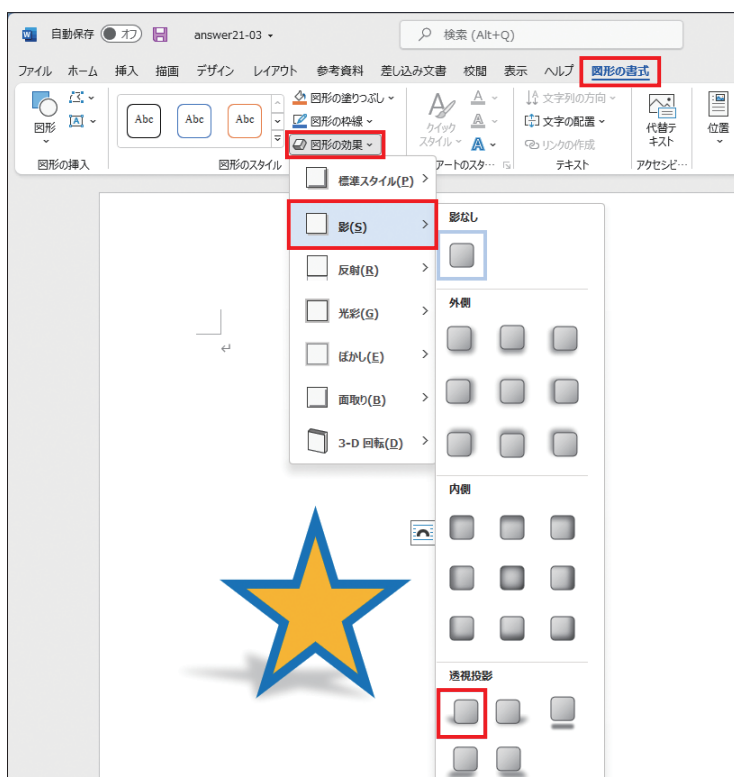 自動保存 オフ answer21-03 検索 (Alt+Q)
ファイル ホーム 挿入 描画 デザイン レイアウト 参考資料 差し込み文書 校閲 表示 ヘルプ 図形の書式
図形
Abc Abc Abc
図形の塗りつぶし
図形の枠線
図形の効果
クイック
スタイル
文字列の方向
文字の配置
リンクの作成
代替テ
キスト
位置
図形の挿入 図形のスタイル アートのスタ… テキスト アクセシビ…
標準スタイル(P)
影(S)
反射(R)
光彩(G)
ぼかし(E)
面取り(B)
3-D 回転(D)
影なし
外側
内側
透視投影